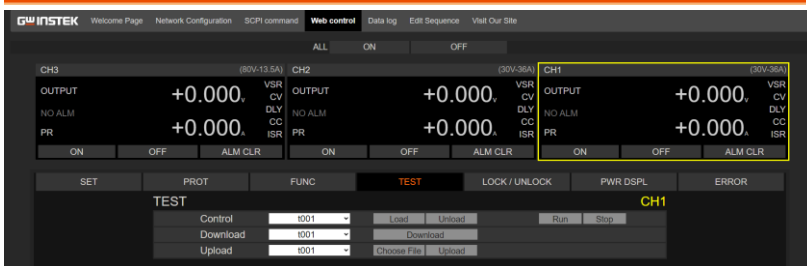 GWINSTEK Welcome Page Network Configuration SCPI command Web control Data log Edit Sequence Visit Our Site
ALL ON OFF
CH3 (80V-13.5A) CH2 (30V-36A) CH1 (30V-36A)
OUTPUT +0.000V VSR CV OUTPUT +0.000V VSR CV OUTPUT +0.000V VSR CV
NO ALM DLY NO ALM DLY NO ALM DLY
PR +0.000A CC ISR PR +0.000A CC ISR PR +0.000A CC ISR
ON OFF ALM CLR ON OFF ALM CLR ON OFF ALM CLR
SET PROT FUNC TEST LOCK / UNLOCK PWR DSPL ERROR
TEST CH1
Control t001 Load Unload Run Stop
Download t001 Download
Upload t001 Choose File Upload